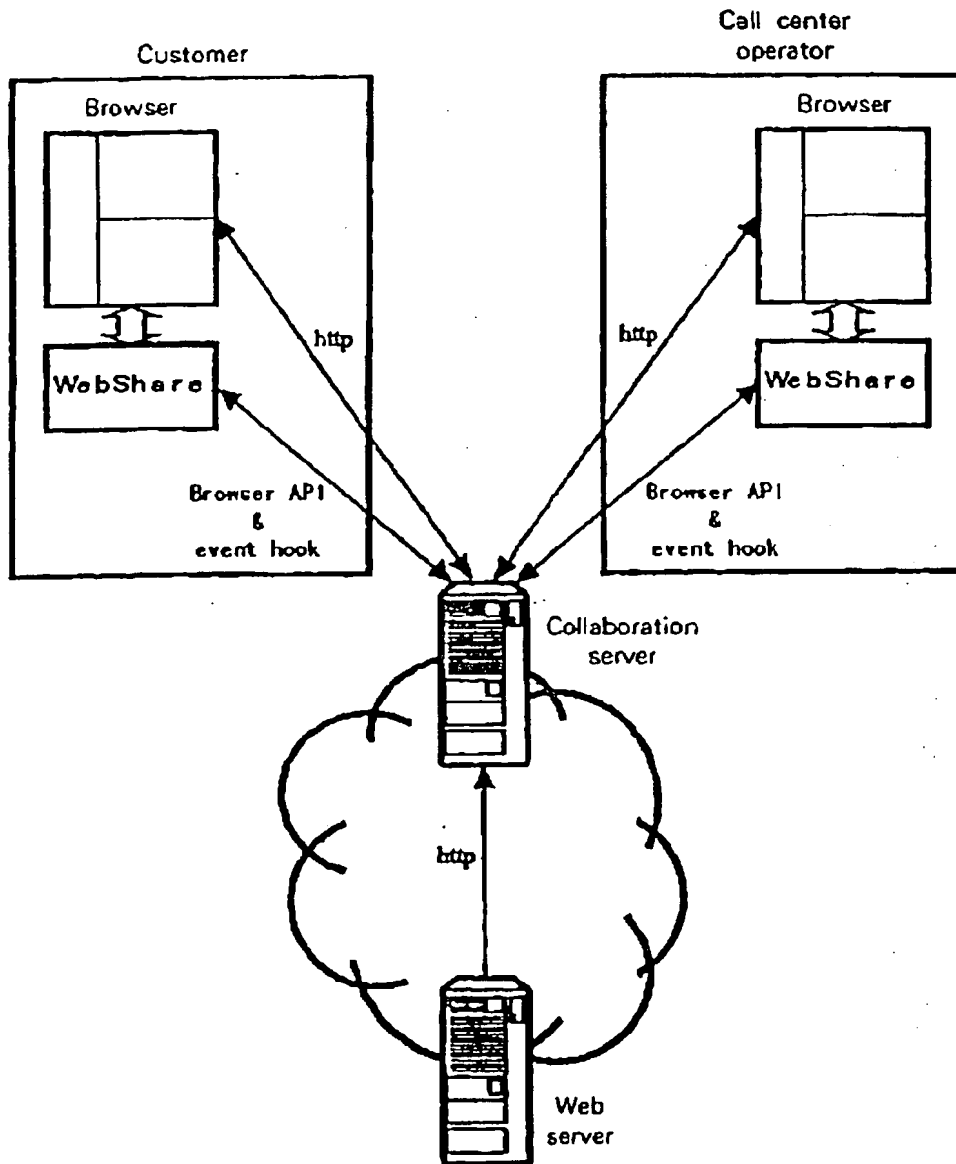 Customer
Call center
operator
Browser
Browser
http
http
WebShare
WebShare
Browser API
&
event hook
Browser API
&
event hook
Collaboration
server
http
Web
server